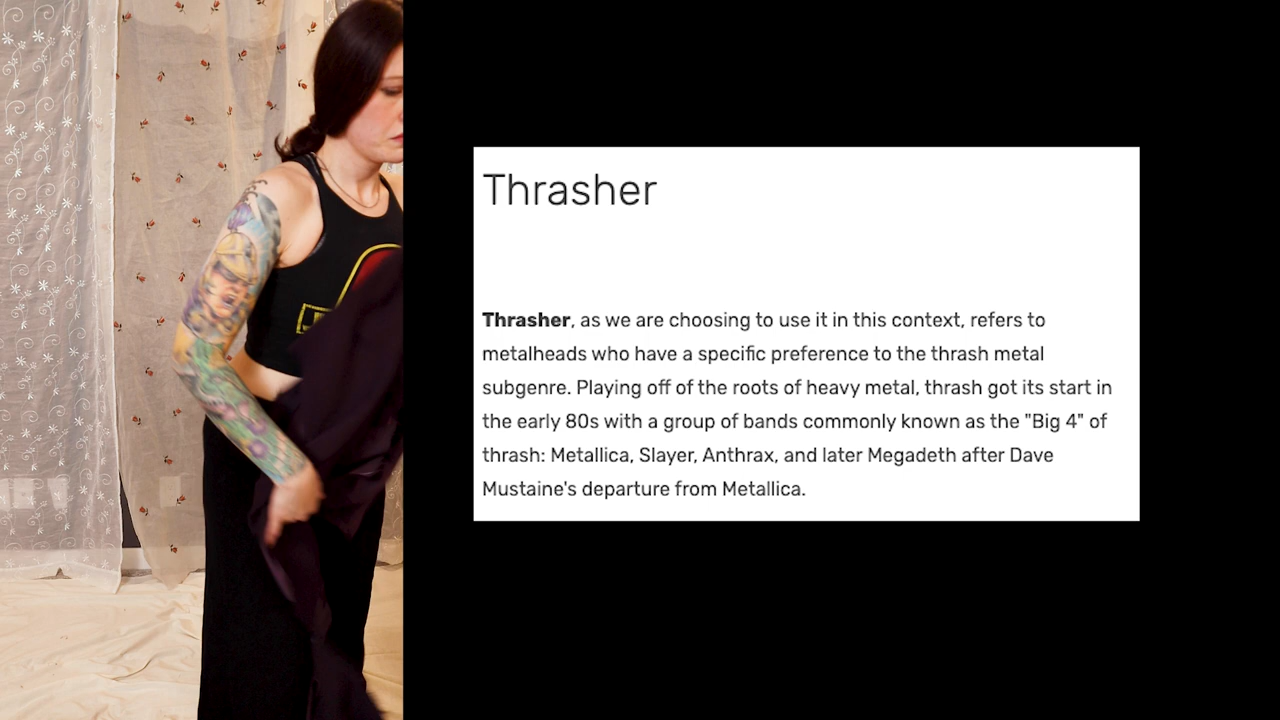 Thrasher
Thrasher, as we are choosing to use it in this context, refers to
metalheads who have a specific preference to the thrash metal
subgenre. Playing off of the roots of heavy metal, thrash got its start in
the early 80s with a group of bands commonly known as the "Big 4" of
thrash: Metallica, Slayer, Anthrax, and later Megadeth after Dave
Mustaine's departure from Metallica.